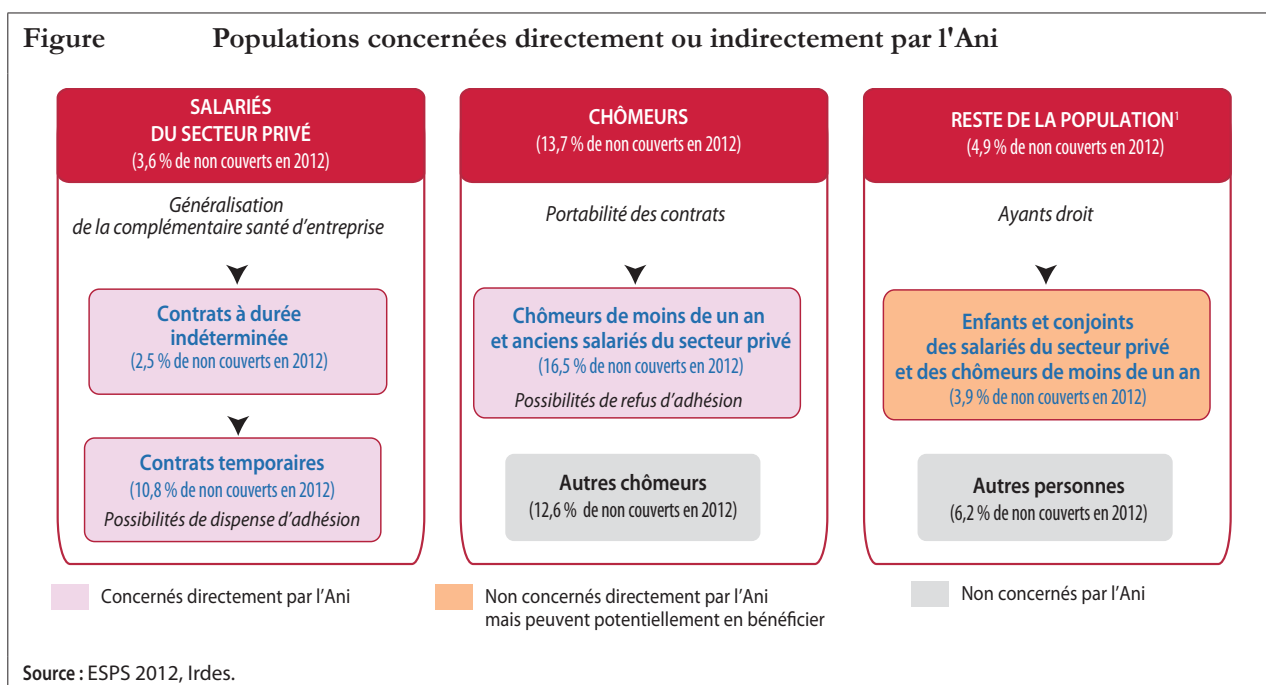 Figure Populations concernées directement ou indirectement par l'Ani
SALARIÉS
DU SECTEUR PRIVÉ
(3,6 % de non couverts en 2012)
Généralisation
de la complémentaire santé d’entreprise
Contrats à durée
indéterminée
(2,5 % de non couverts en 2012)
Contrats temporaires
(10,8 % de non couverts en 2012)
Possibilités de dispense d’adhésion
CHÔMEURS
(13,7 % de non couverts en 2012)
Portabilité des contrats
Chômeurs de moins de un an
et anciens salariés du secteur privé
(16,5 % de non couverts en 2012)
Possibilités de refus d’adhésion
Autres chômeurs
(12,6 % de non couverts en 2012)
RESTE DE LA POPULATION¹
(4,9 % de non couverts en 2012)
Ayants droit
Enfants et conjoints
des salariés du secteur privé
et des chômeurs de moins de un an
(3,9 % de non couverts en 2012)
Autres personnes
(6,2 % de non couverts en 2012)
Concernés directement par l’Ani
Non concernés directement par l’Ani
mais peuvent potentiellement en bénéficier
Non concernés par l’Ani
Source : ESPS 2012, Irdes.